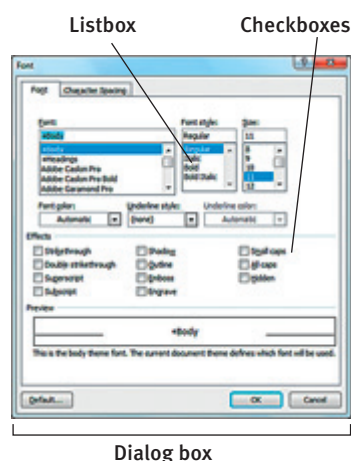 Listbox Checkboxes
Font
Font Character Spacing
Font: Font style: Size:
+Body Regular 11
+Body Regular 8
+Headings Italic 9
Adobe Caslon Pro Bold 10
Adobe Caslon Pro Bold Bold Italic 11
Adobe Garamond Pro 12
Font color: Underline style: Underline color:
Automatic (none) Automatic
Effects
Strikethrough Shadow Small caps
Double strikethrough Outline All caps
Superscript Emboss Hidden
Subscript Engrave
Preview
+Body
This is the body theme font. The current document theme defines which font will be used.
Default... OK Cancel
Dialog box